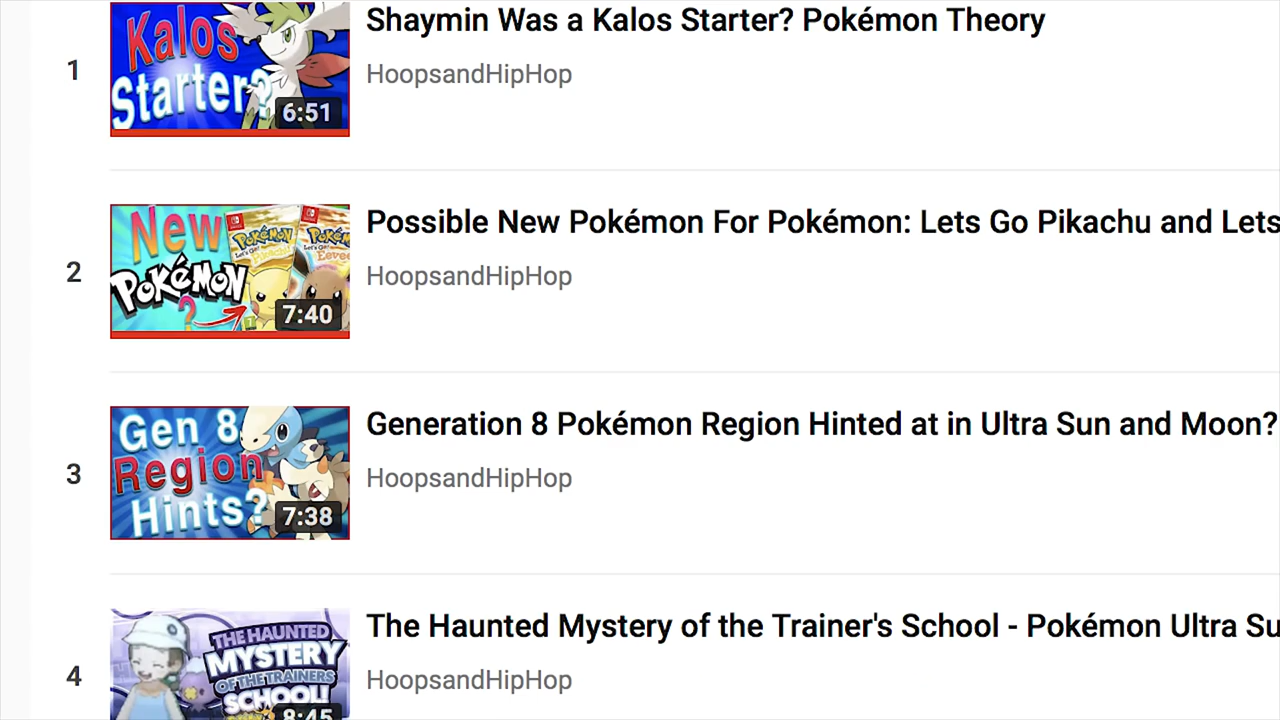 1
Kalos
Starter?
6:51
Shaymin Was a Kalos Starter? Pokémon Theory
HoopsandHipHop
2
New
POKéMON
?
7:40
Possible New Pokémon For Pokémon: Lets Go Pikachu and Lets
HoopsandHipHop
3
Gen 8
Region
Hints?
7:38
Generation 8 Pokémon Region Hinted at in Ultra Sun and Moon?
HoopsandHipHop
4
THE HAUNTED
MYSTERY
OF THE TRAINERS
SCHOOL!
8:45
The Haunted Mystery of the Trainer's School - Pokémon Ultra Su
HoopsandHipHop